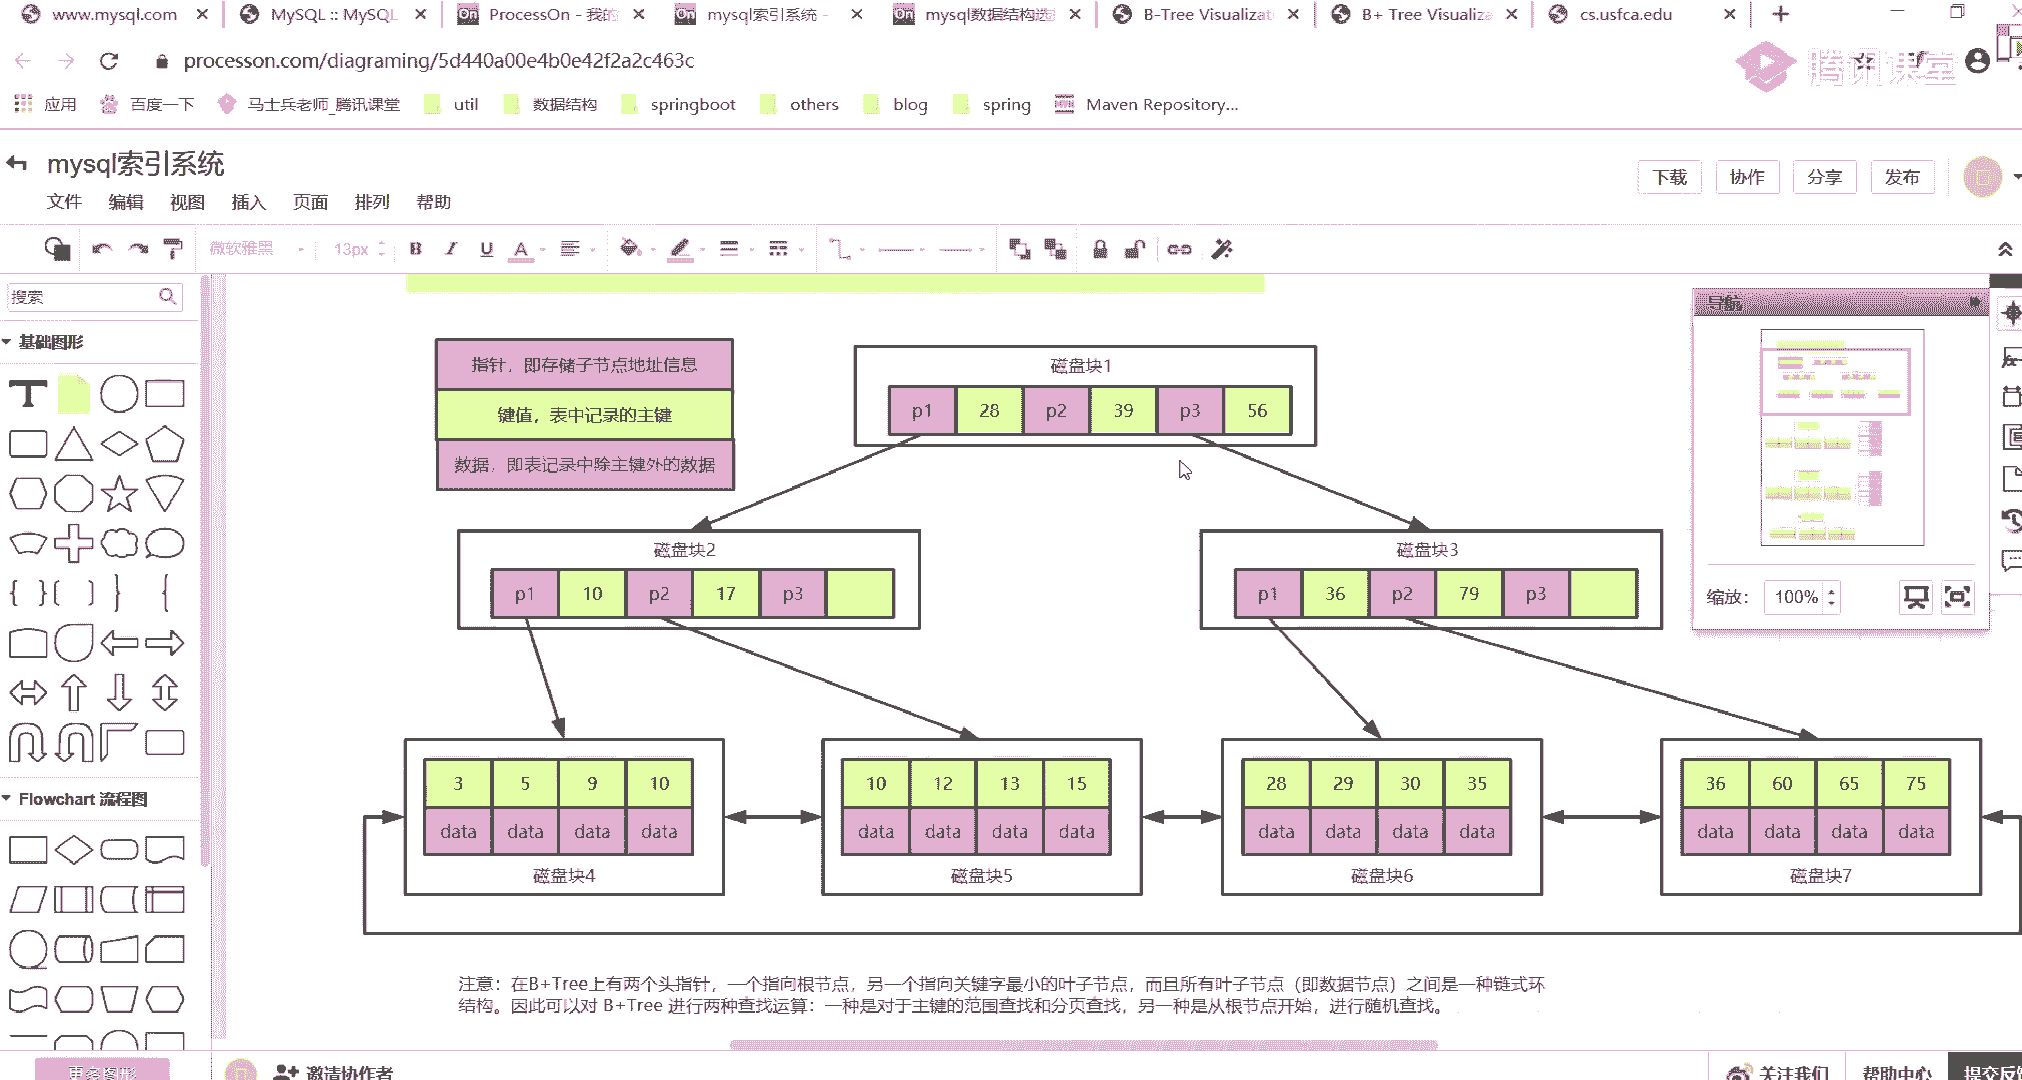 www.mysql.com
MySQL :: MySQL
ProcessOn - 我的
mysql索引系统 -
mysql数据结构选
B-Tree Visualizat
B+ Tree Visualiza
cs.usfca.edu
processon.com/diagraming/5d440a00e4b0e42f2a2c463c
腾讯课堂
应用
百度一下
马士兵老师_腾讯课堂
util
数据结构
springboot
others
blog
spring
Maven Repository...
mysql索引系统
下载
协作
分享
发布
文件
编辑
视图
插入
页面
排列
帮助
微软雅黑
13px
搜索
导航
基础图形
指针，即存储子节点地址信息
键值，表中记录的主键
数据，即表记录中除主键外的数据
磁盘块1
p1 28 p2 39 p3 56
磁盘块2
p1 10 p2 17 p3
磁盘块3
p1 36 p2 79 p3
缩放：
100%
3 5 9 10
data data data data
磁盘块4
10 12 13 15
data data data data
磁盘块5
28 29 30 35
data data data data
磁盘块6
36 60 65 75
data data data data
磁盘块7
Flowchart 流程图
注意：在B+Tree上有两个头指针，一个指向根节点，另一个指向关键字最小的叶子节点，而且所有叶子节点（即数据节点）之间是一种链式环
结构。因此可以对 B+Tree 进行两种查找运算：一种是对于主键的范围查找和分页查找，另一种是从根节点开始，进行随机查找。
更多图形
邀请协作者
关注我们
帮助中心
提交反馈